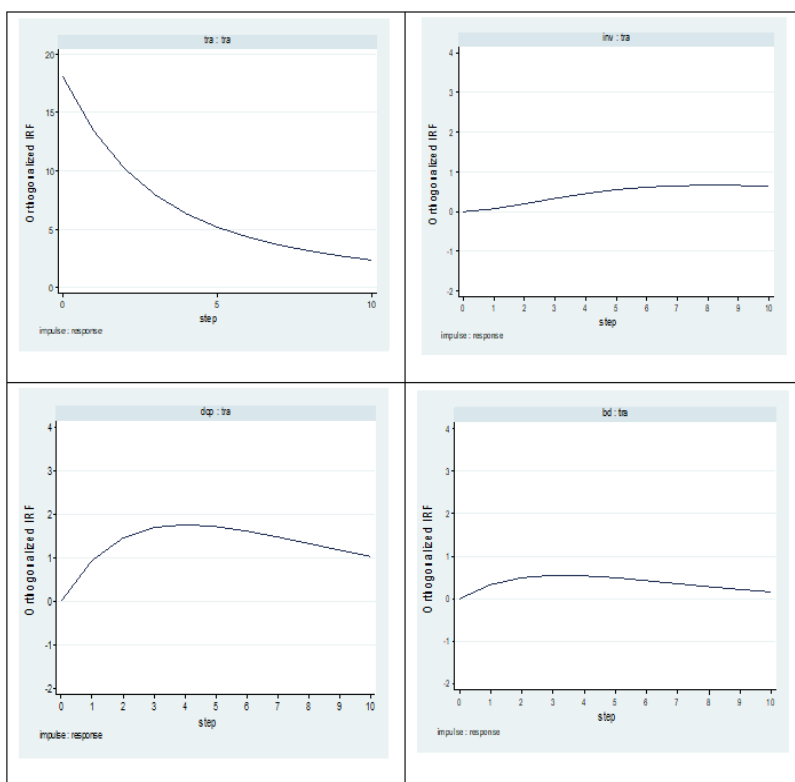 tra : tra
20
15
10
5
0
Orthogonalized IRF
0 5 10
step
impulse : response
inv : tra
4
3
2
1
0
-1
-2
Orthogonalized IRF
0 1 2 3 4 5 6 7 8 9 10
step
impulse : response
dcp : tra
4
3
2
1
0
-1
-2
Orthogonalized IRF
0 1 2 3 4 5 6 7 8 9 10
step
impulse : response
bd : tra
4
3
2
1
0
-1
-2
Orthogonalized IRF
0 1 2 3 4 5 6 7 8 9 10
step
impulse : response